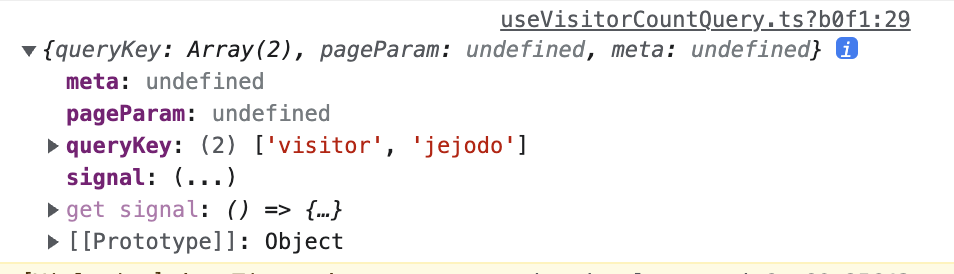 useVisitorCountQuery.ts?b0f1:29
▼{queryKey: Array(2), pageParam: undefined, meta: undefined} i
meta: undefined
pageParam: undefined
▶queryKey: (2) ['visitor', 'jejodo']
signal: (...)
▶get signal: () => {…}
▶[[Prototype]]: Object